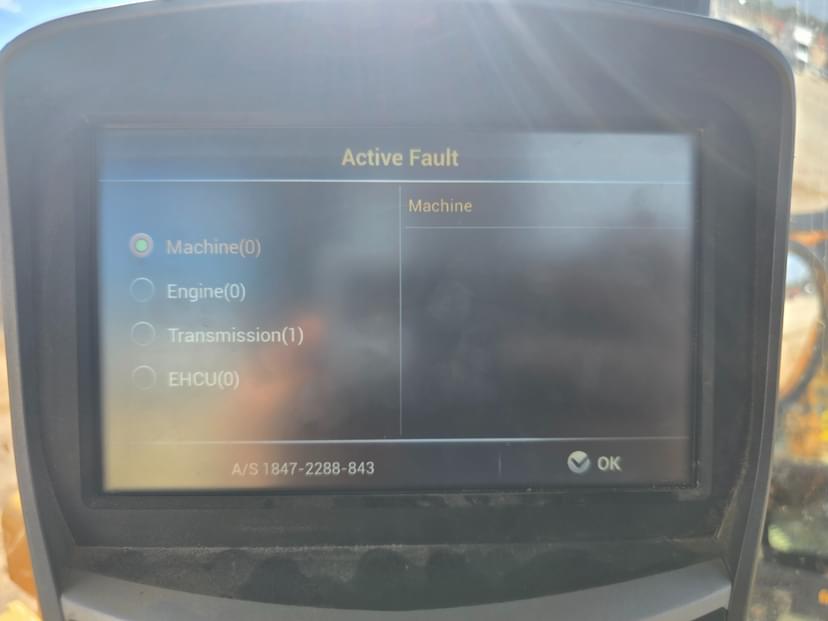 Active Fault
Machine
Machine(0)
Engine(0)
Transmission(1)
EHCU(0)
A/S 1847-2288-843
OK